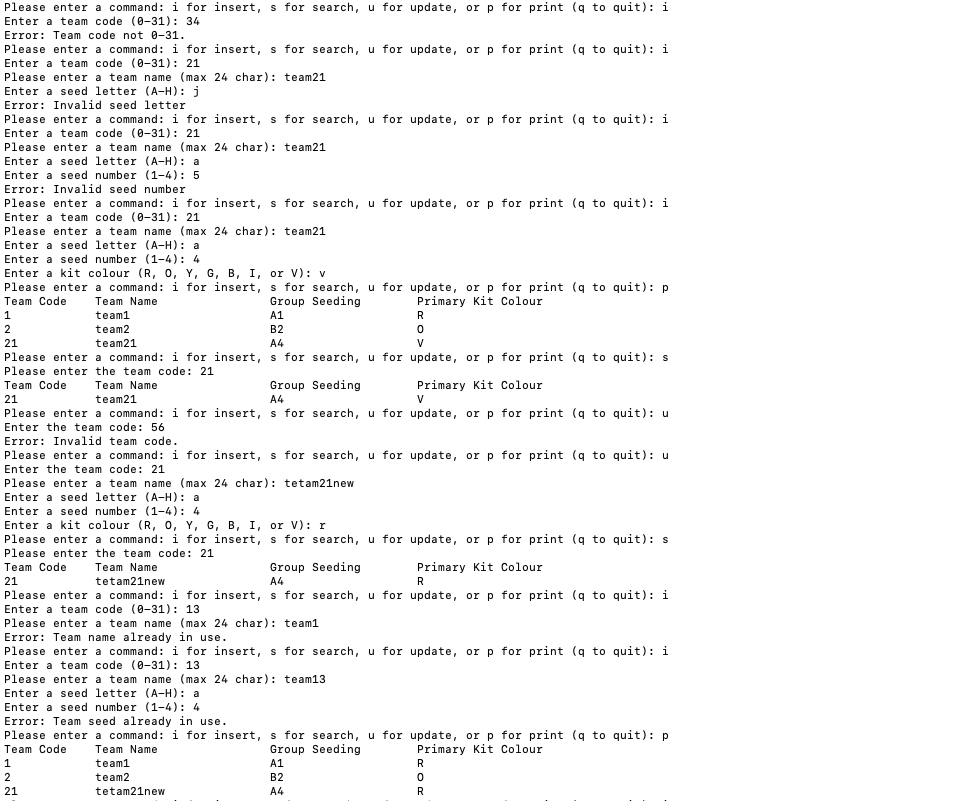 Please enter a command: i for insert, s for search, u for update, or p for print (q to quit): i
Enter a team code (0-31): 34
Error: Team code not 0-31.
Please enter a command: i for insert, s for search, u for update, or p for print (q to quit): i
Enter a team code (0-31): 21
Please enter a team name (max 24 char): team21
Enter a seed letter (A-H): j
Error: Invalid seed letter
Please enter a command: i for insert, s for search, u for update, or p for print (q to quit): i
Enter a team code (0-31): 21
Please enter a team name (max 24 char): team21
Enter a seed letter (A-H): a
Enter a seed number (1-4): 5
Error: Invalid seed number
Please enter a command: i for insert, s for search, u for update, or p for print (q to quit): i
Enter a team code (0-31): 21
Please enter a team name (max 24 char): team21
Enter a seed letter (A-H): a
Enter a seed number (1-4): 4
Enter a kit colour (R, O, Y, G, B, I, or V): v
Please enter a command: i for insert, s for search, u for update, or p for print (q to quit): p
Team Code    Team Name                Group Seeding        Primary Kit Colour
1            team1                    A1                   R
2            team2                    B2                   O
21           team21                   A4                   V
Please enter a command: i for insert, s for search, u for update, or p for print (q to quit): s
Please enter the team code: 21
Team Code    Team Name                Group Seeding        Primary Kit Colour
21           team21                   A4                   V
Please enter a command: i for insert, s for search, u for update, or p for print (q to quit): u
Enter the team code: 56
Error: Invalid team code.
Please enter a command: i for insert, s for search, u for update, or p for print (q to quit): u
Enter the team code: 21
Please enter a team name (max 24 char): tetam21new
Enter a seed letter (A-H): a
Enter a seed number (1-4): 4
Enter a kit colour (R, O, Y, G, B, I, or V): r
Please enter a command: i for insert, s for search, u for update, or p for print (q to quit): s
Please enter the team code: 21
Team Code    Team Name                Group Seeding        Primary Kit Colour
21           tetam21new               A4                   R
Please enter a command: i for insert, s for search, u for update, or p for print (q to quit): i
Enter a team code (0-31): 13
Please enter a team name (max 24 char): team1
Error: Team name already in use.
Please enter a command: i for insert, s for search, u for update, or p for print (q to quit): i
Enter a team code (0-31): 13
Please enter a team name (max 24 char): team13
Enter a seed letter (A-H): a
Enter a seed number (1-4): 4
Error: Team seed already in use.
Please enter a command: i for insert, s for search, u for update, or p for print (q to quit): p
Team Code    Team Name                Group Seeding        Primary Kit Colour
1            team1                    A1                   R
2            team2                    B2                   O
21           tetam21new               A4                   R